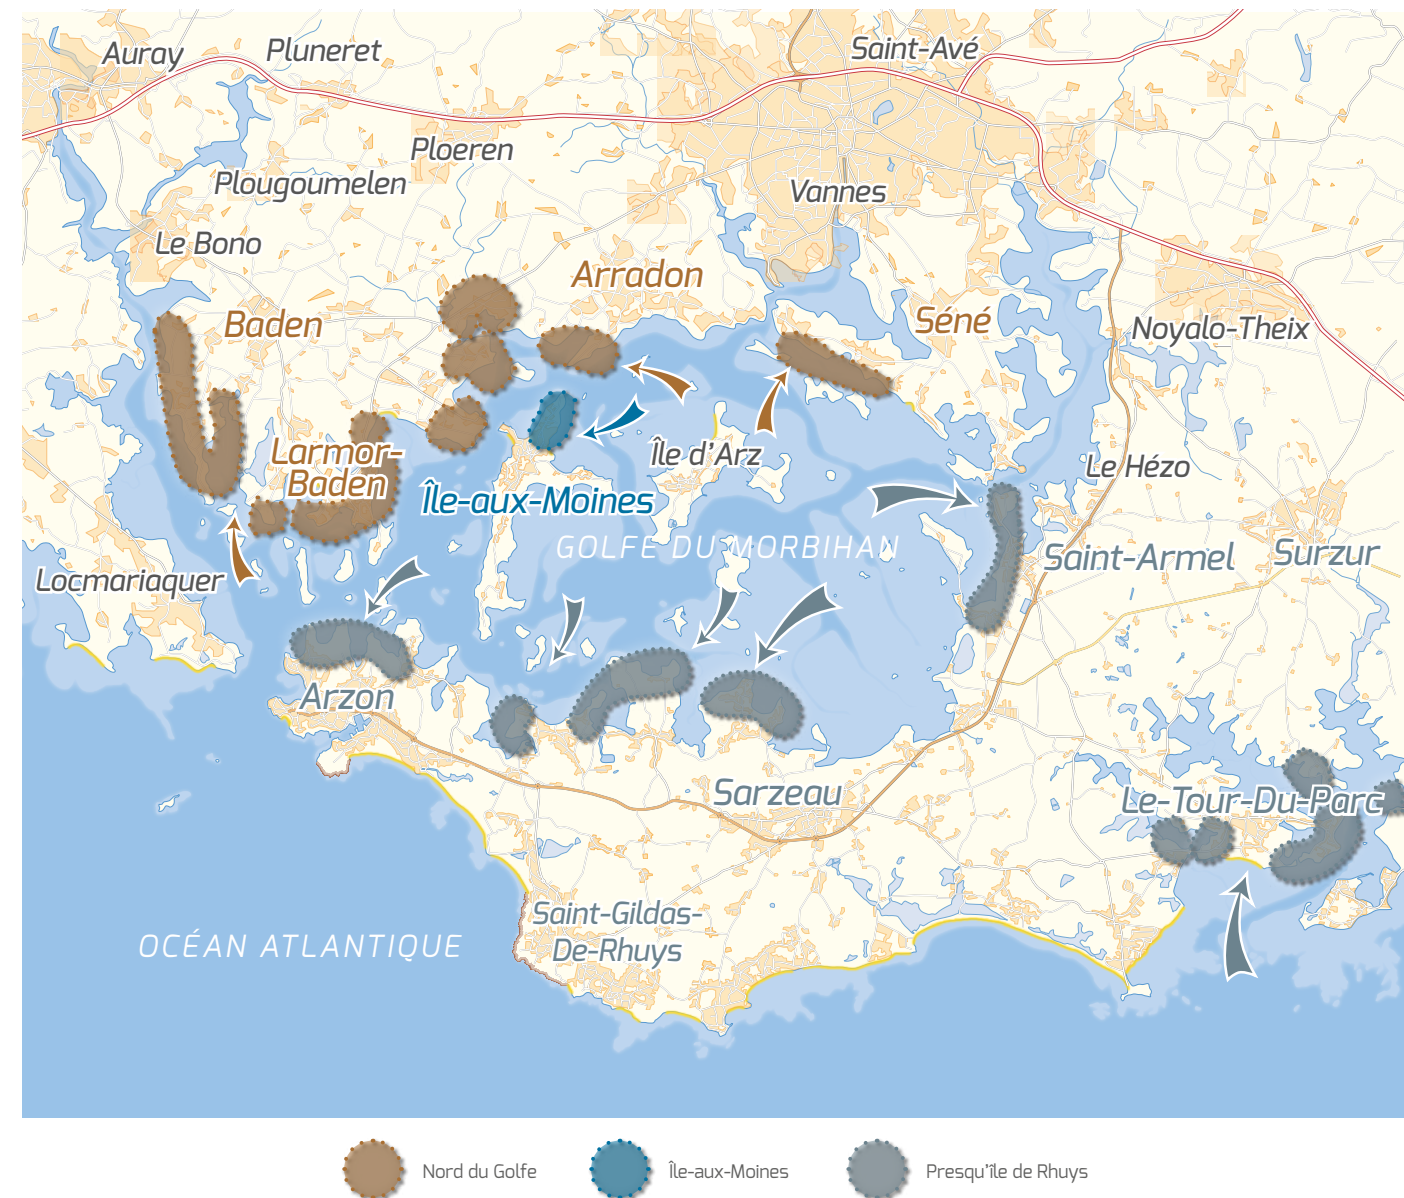 Auray
Pluneret
Saint-Avé
Ploeren
Plougoumelen
Vannes
Le Bono
Arradon
Baden
Séné
Noyalo-Theix
Larmor-
Baden
Île d'Arz
Le Hézo
Île-aux-Moines
GOLFE DU MORBIHAN
Saint-Armel
Surzur
Locmariaquer
Arzon
Sarzeau
Le-Tour-Du-Parc
Saint-Gildas-
De-Rhuys
OCÉAN ATLANTIQUE
Nord du Golfe
Île-aux-Moines
Presqu'île de Rhuys